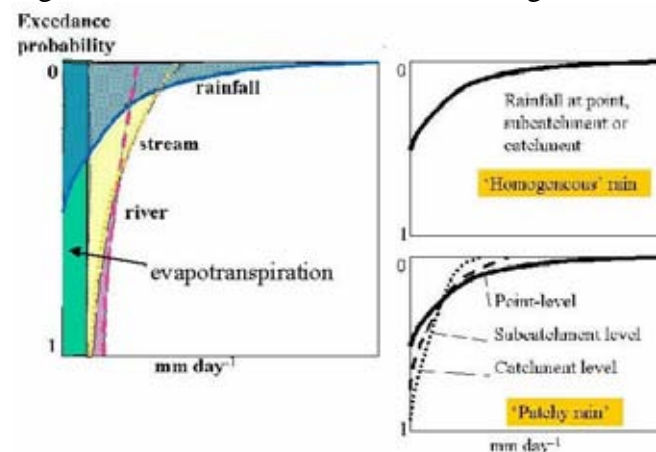 Excedance
probability
0
rainfall
stream
river
evapotranspiration
1
mm day-1
0
Rainfall at point,
subcatchment or
catchment
'Homogeneous' rain
1
0
Point-level
Subcatchment level
Catchment level
'Patchy rain'
1
mm day-1